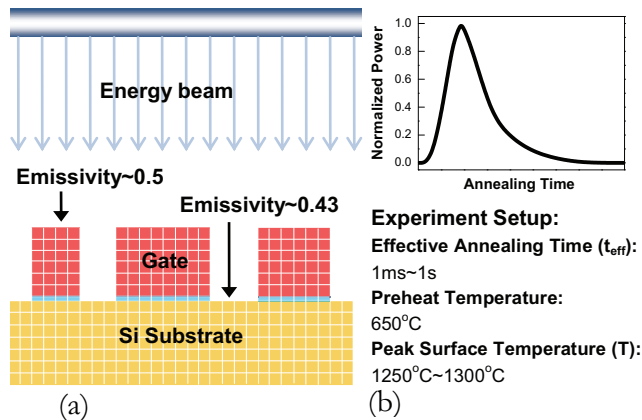 (a)
Energy beam
Emissivity~0.5
Emissivity~0.43
Gate
Si Substrate
(a)
1.0
0.8
0.6
0.4
0.2
0.0
Normalized Power
Annealing Time
Experiment Setup:
Effective Annealing Time (teff):
1ms~1s
Preheat Temperature:
650°C
Peak Surface Temperature (T):
1250°C~1300°C
(b)
(b)